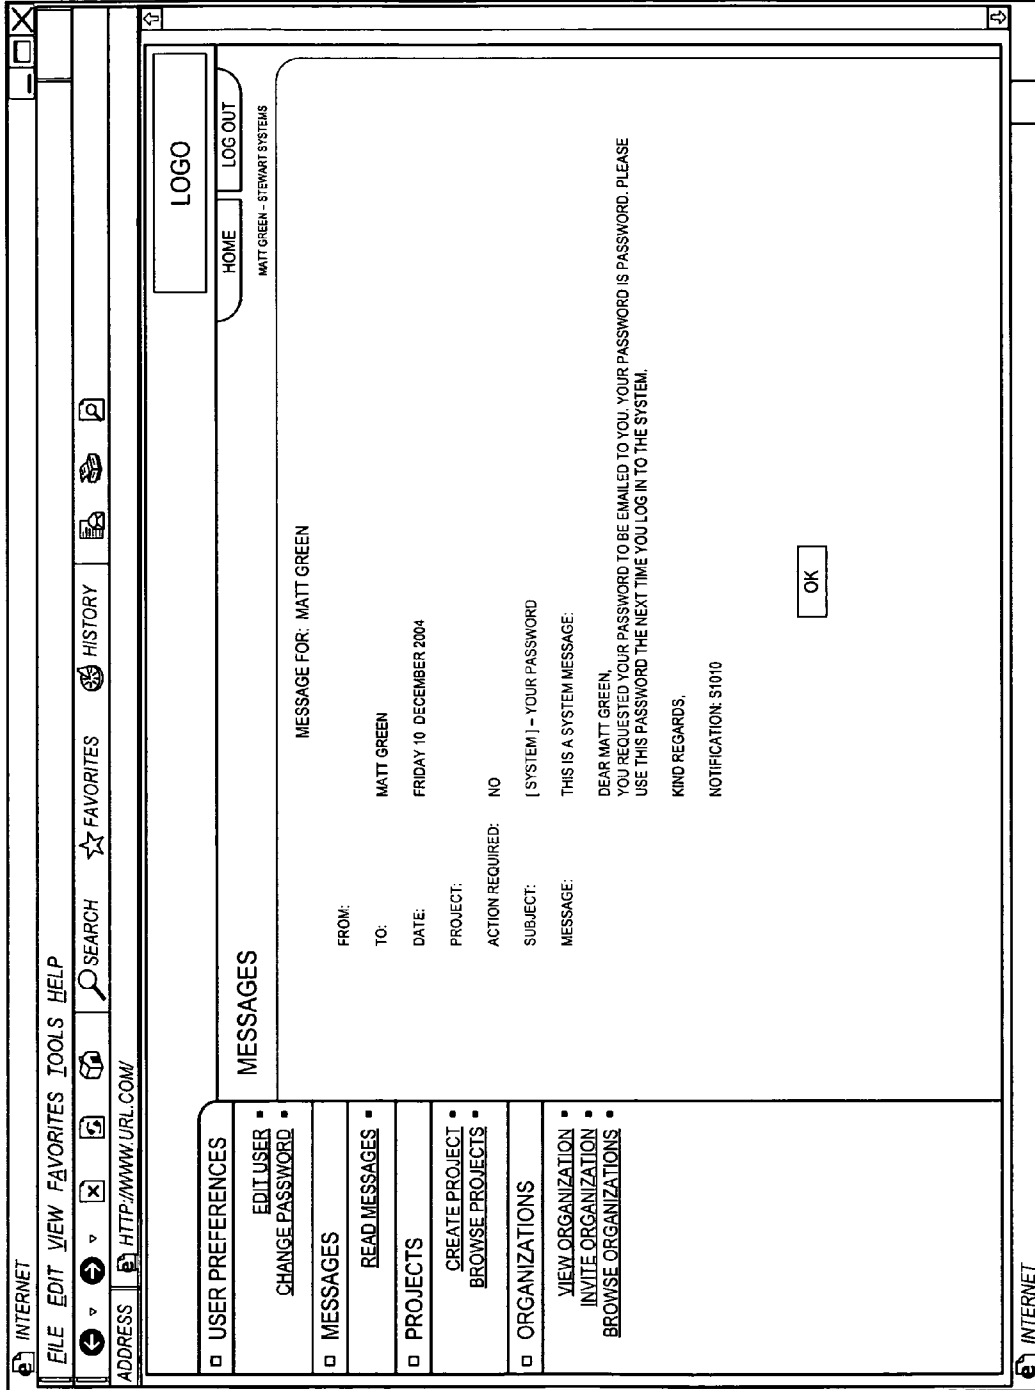 INTERNET
FILE EDIT VIEW FAVORITES TOOLS HELP
SEARCH FAVORITES HISTORY
ADDRESS HTTP://WWW.URL.COM/
LOGO
HOME LOG OUT
MATT GREEN – STEWART SYSTEMS
USER PREFERENCES
EDIT USER
CHANGE PASSWORD
MESSAGES
READ MESSAGES
PROJECTS
CREATE PROJECT
BROWSE PROJECTS
ORGANIZATIONS
VIEW ORGANIZATION
INVITE ORGANIZATION
BROWSE ORGANIZATIONS
MESSAGES
MESSAGE FOR: MATT GREEN
FROM:
TO: MATT GREEN
DATE: FRIDAY 10 DECEMBER 2004
PROJECT:
ACTION REQUIRED: NO
SUBJECT: [ SYSTEM ] – YOUR PASSWORD
MESSAGE: THIS IS A SYSTEM MESSAGE:
DEAR MATT GREEN,
YOU REQUESTED YOUR PASSWORD TO BE EMAILED TO YOU. YOUR PASSWORD IS PASSWORD. PLEASE
USE THIS PASSWORD THE NEXT TIME YOU LOG IN TO THE SYSTEM.
KIND REGARDS,
NOTIFICATION: S1010
OK
INTERNET